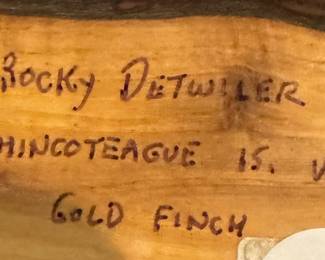 ROCKY DETWILER
HINCOTEAGUE IS. V
GOLD FINCH